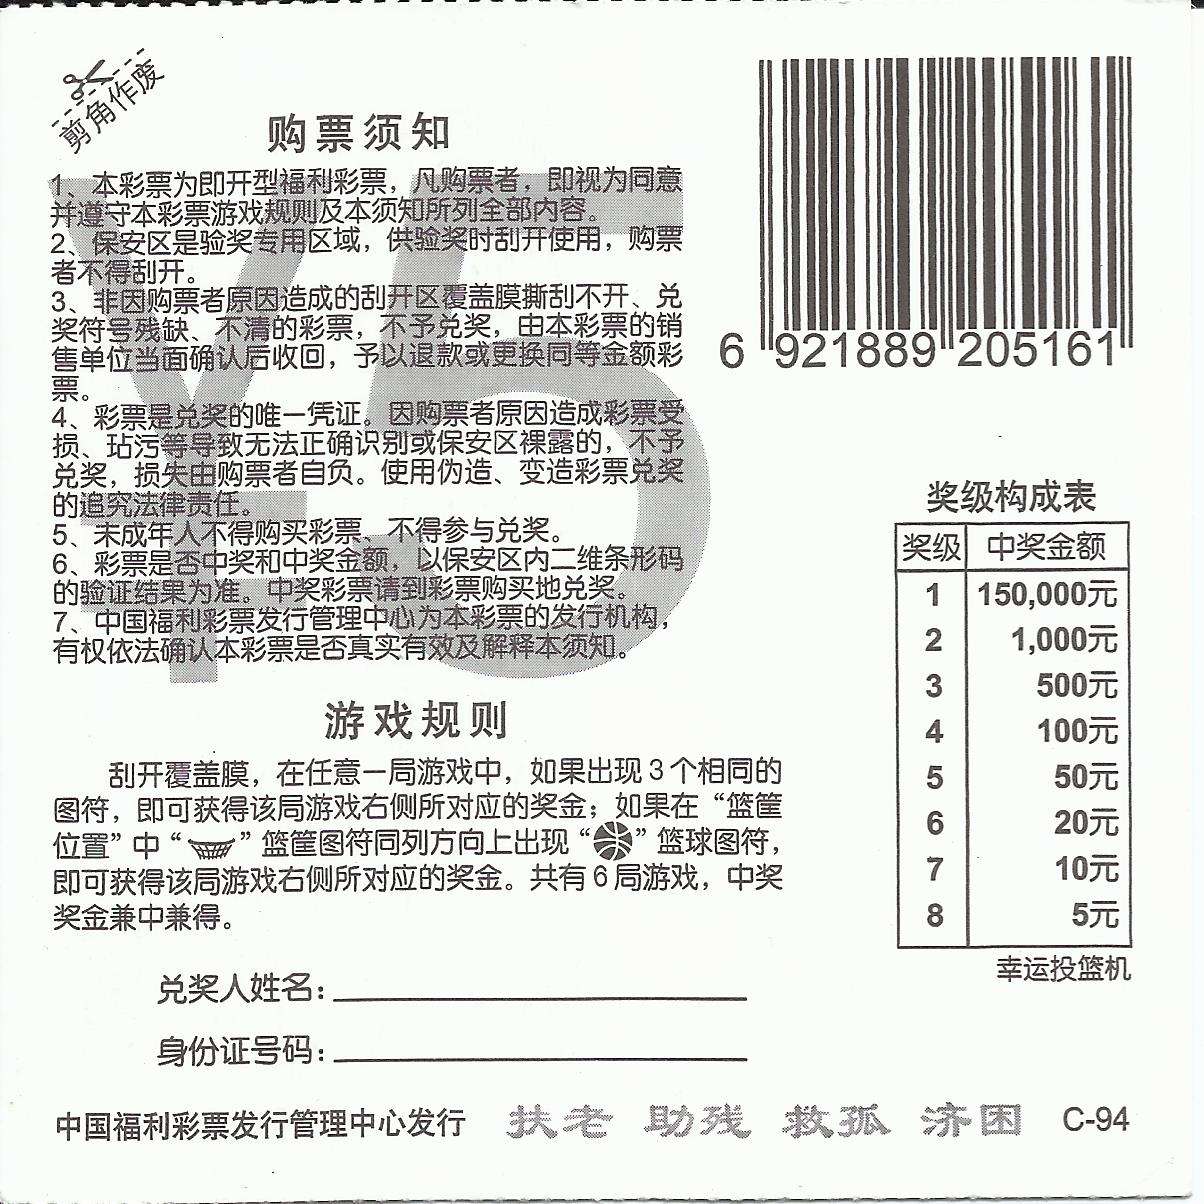 剪角作废
购票须知
¥5
1、本彩票为即开型福利彩票，凡购票者，即视为同意
并遵守本彩票游戏规则及本须知所列全部内容。
2、保安区是验奖专用区域，供验奖时刮开使用，购票
者不得刮开。
3、非因购票者原因造成的刮开区覆盖膜撕刮不开、兑
奖符号残缺、不清的彩票，不予兑奖，由本彩票的销
售单位当面确认后收回，予以退款或更换同等金额彩
票。
4、彩票是兑奖的唯一凭证。因购票者原因造成彩票受
损、玷污等导致无法正确识别或保安区裸露的，不予
兑奖，损失由购票者自负。使用伪造、变造彩票兑奖
的追究法律责任。
5、未成年人不得购买彩票、不得参与兑奖。
6、彩票是否中奖和中奖金额，以保安区内二维条形码
的验证结果为准。中奖彩票请到彩票购买地兑奖。
7、中国福利彩票发行管理中心为本彩票的发行机构，
有权依法确认本彩票是否真实有效及解释本须知。
游戏规则
刮开覆盖膜，在任意一局游戏中，如果出现3个相同的
图符，即可获得该局游戏右侧所对应的奖金；如果在“篮筐
位置”中“ ”篮筐图符同列方向上出现“ ”篮球图符，
即可获得该局游戏右侧所对应的奖金。共有6局游戏，中奖
奖金兼中兼得。
兑奖人姓名：
身份证号码：
6 921889 205161
奖级构成表
奖级 中奖金额
1 150,000元
2 1,000元
3 500元
4 100元
5 50元
6 20元
7 10元
8 5元
幸运投篮机
中国福利彩票发行管理中心发行 扶老 助残 救孤 济困 C-94